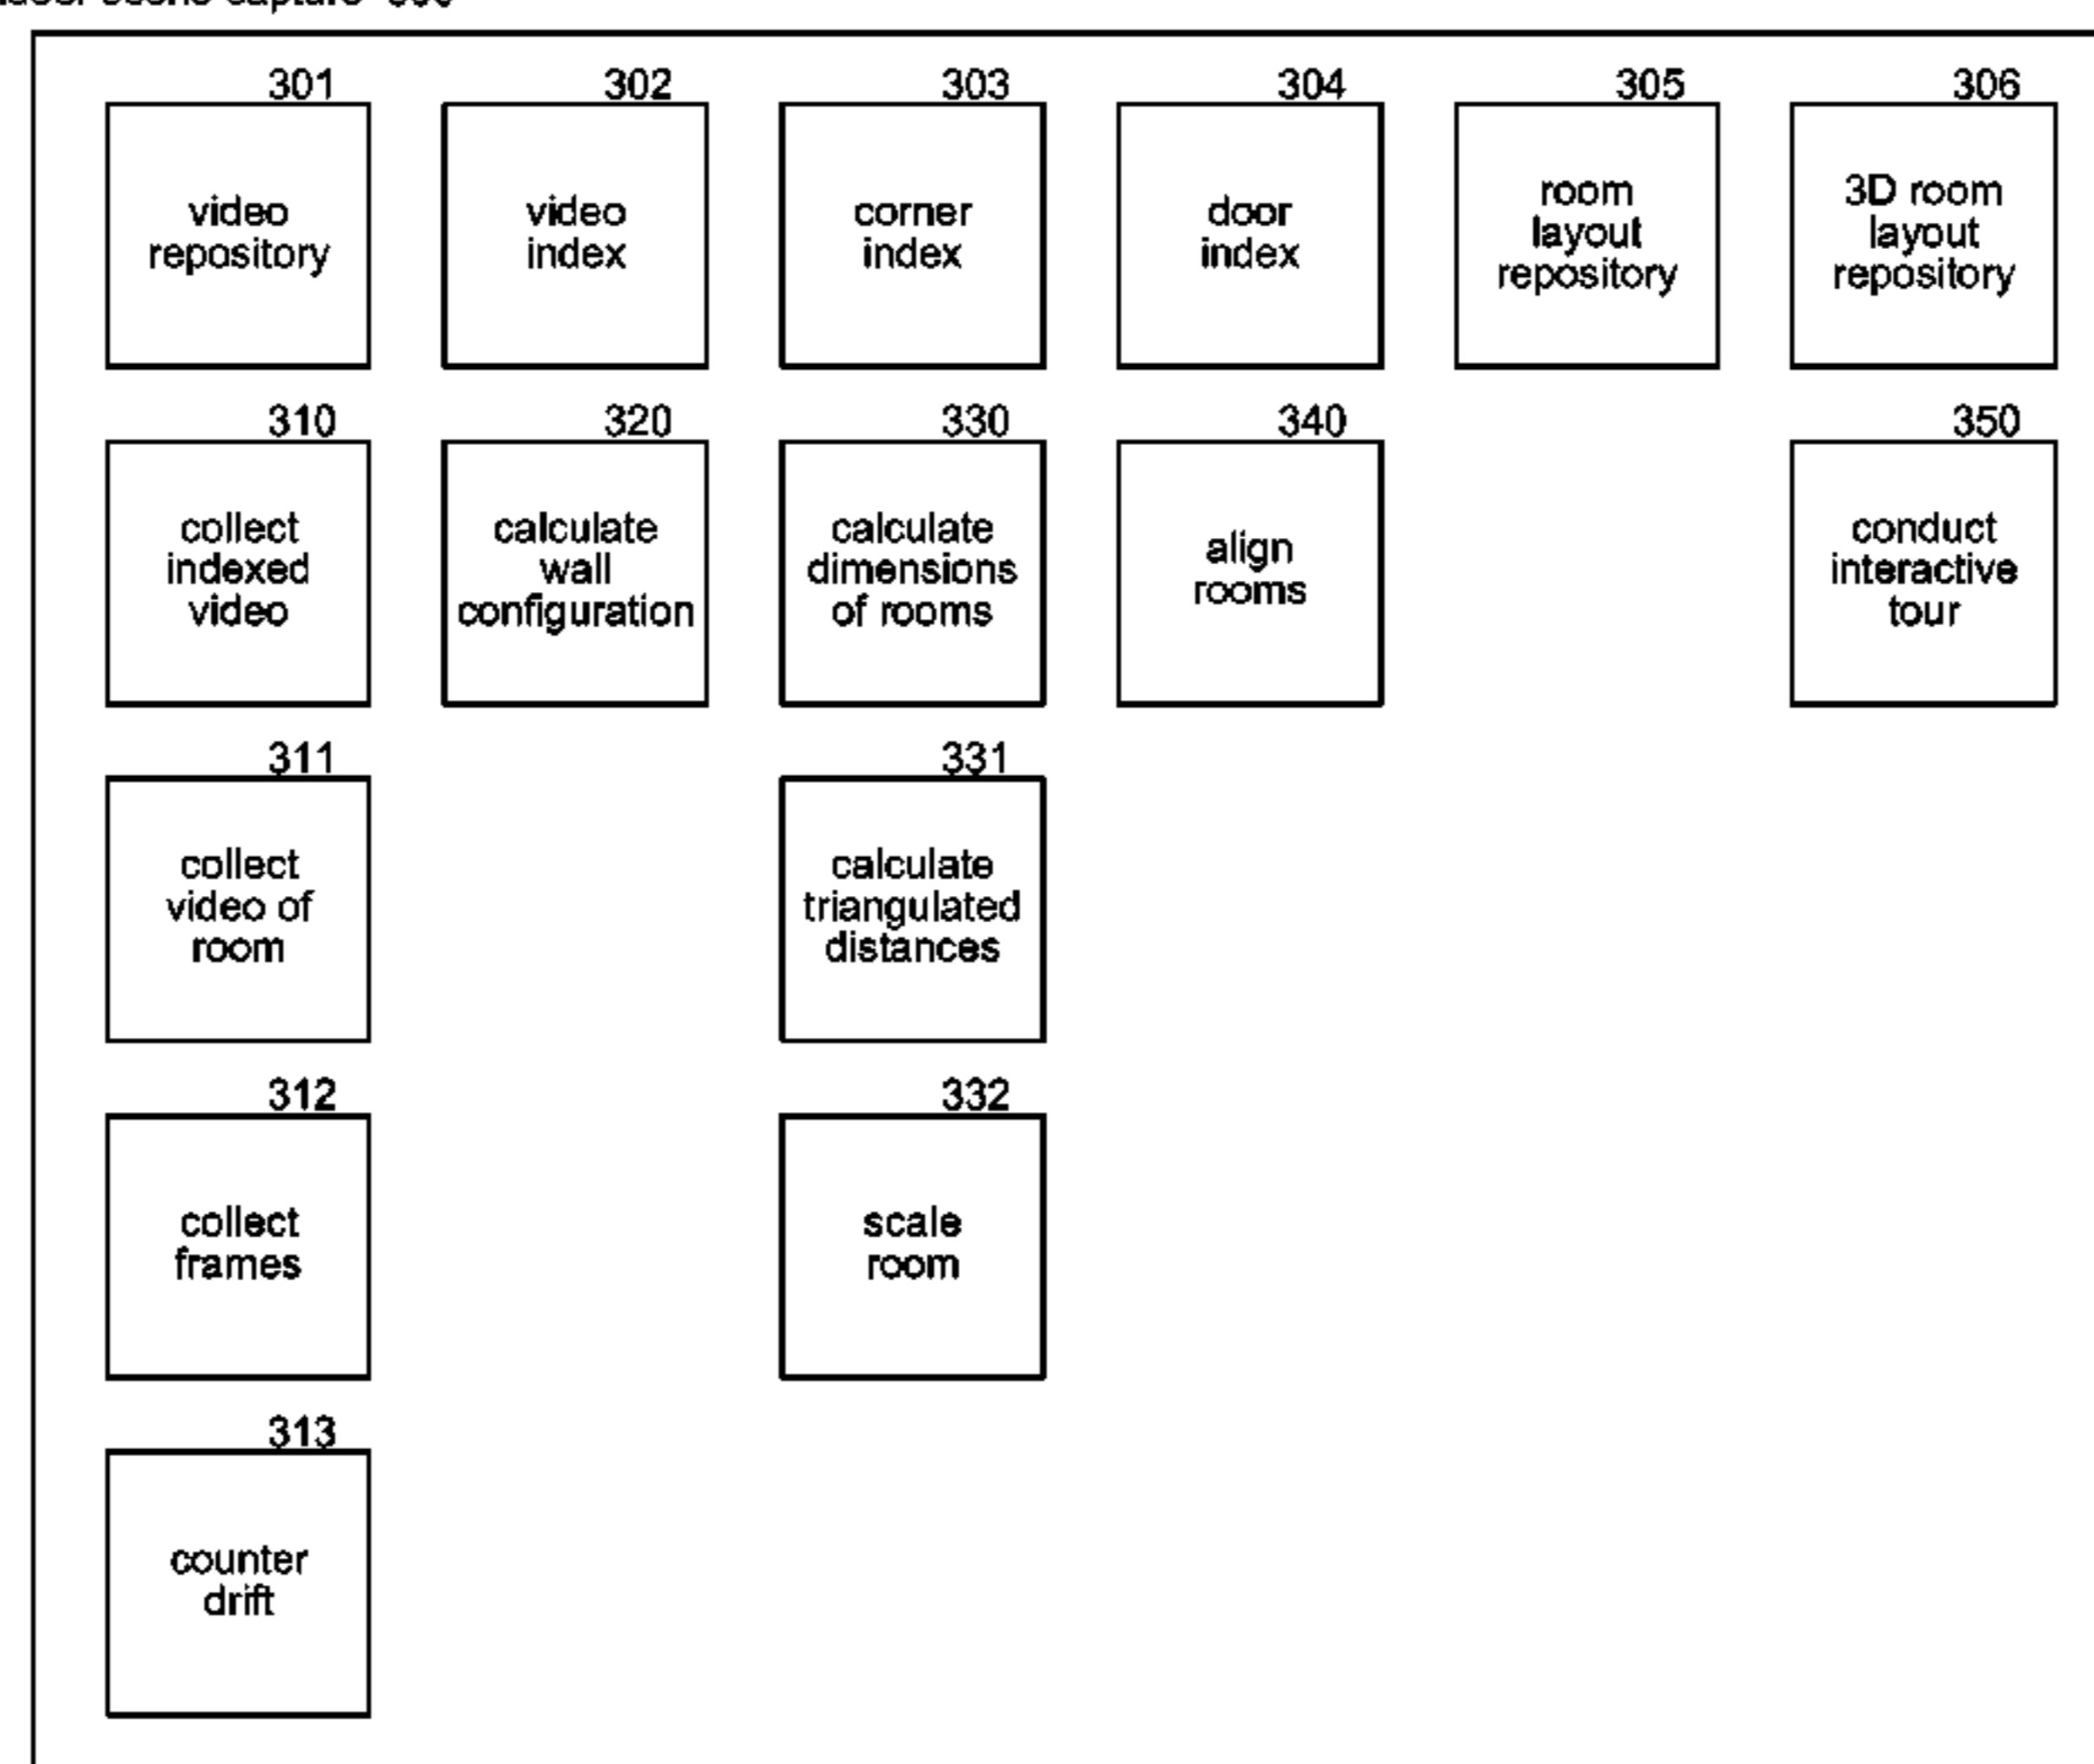 scene capture
301 302 303 304 305 306
video
repository
video
index
corner
index
door
index
room
layout
repository
3D room
layout
repository
310 320 330 340 350
collect
indexed
video
calculate
wall
configuration
calculate
dimensions
of rooms
align
rooms
conduct
interactive
tour
311 331
collect
video of
room
calculate
triangulated
distances
312 332
collect
frames
scale
room
313
counter
drift